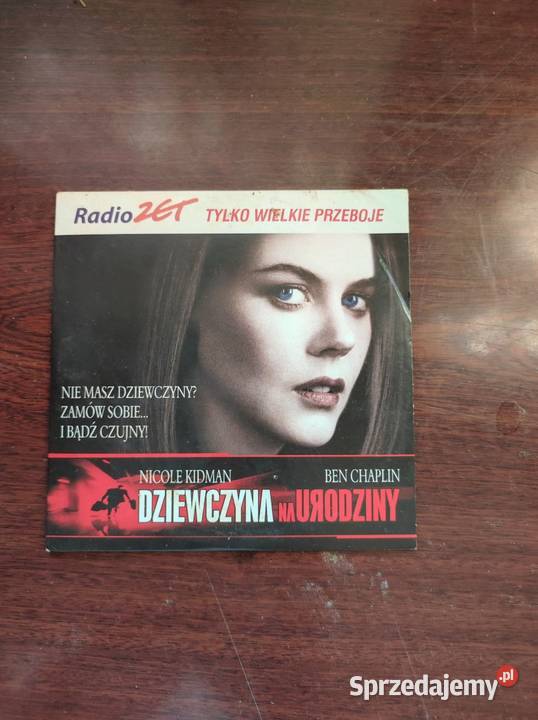 Radio ZET TYLKO WIELKIE PRZEBOJE
NIE MASZ DZIEWCZYNY?
ZAMÓW SOBIE...
I BĄDŹ CZUJNY!
NICOLE KIDMAN BEN CHAPLIN
DZIEWCZYNA NA URODZINY
Sprzedajemy.pl